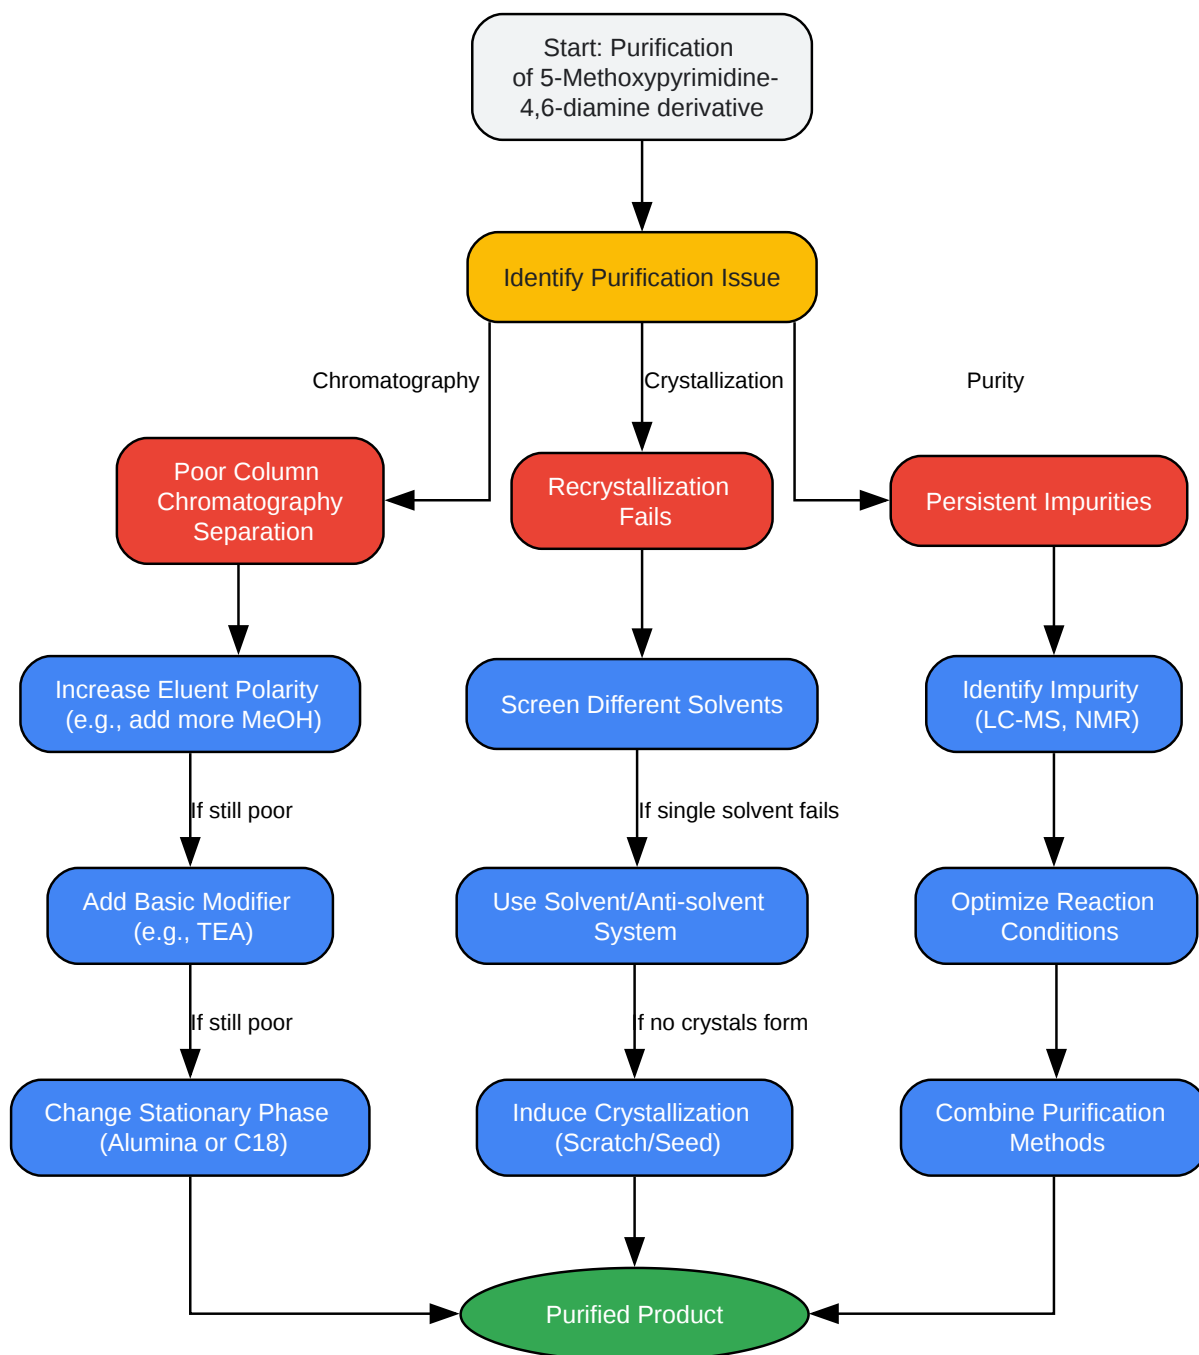 Start: Purification
of 5-Methoxypyrimidine-
4,6-diamine derivative
Identify Purification Issue
Chromatography
Crystallization
Purity
Poor Column
Chromatography
Separation
Recrystallization
Fails
Persistent Impurities
Increase Eluent Polarity
(e.g., add more MeOH)
Screen Different Solvents
Identify Impurity
(LC-MS, NMR)
If still poor
If single solvent fails
Add Basic Modifier
(e.g., TEA)
Use Solvent/Anti-solvent
System
Optimize Reaction
Conditions
If still poor
If no crystals form
Change Stationary Phase
(Alumina or C18)
Induce Crystallization
(Scratch/Seed)
Combine Purification
Methods
Purified Product